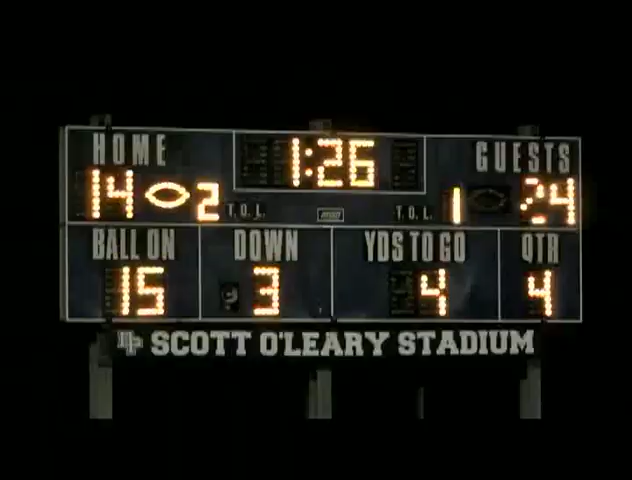 HOME 1:26 GUESTS
14 2 T.O.L. T.O.L. 1 24
BALL ON DOWN YDS TO GO QTR
15 3 4 4
SCOTT O'LEARY STADIUM